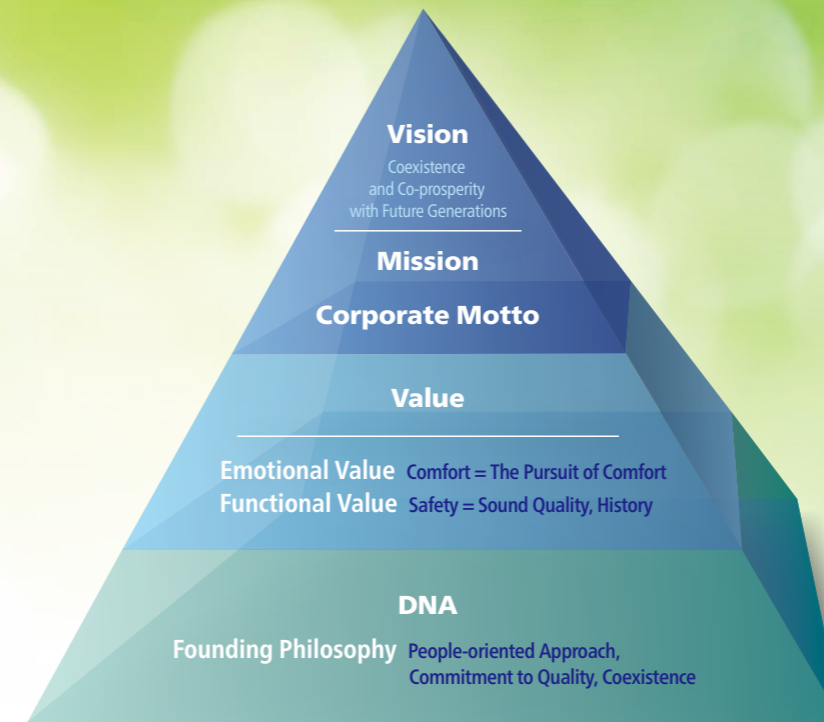 Vision
Coexistence
and Co-prosperity
with Future Generations
Mission
Corporate Motto
Value
Emotional Value Comfort = The Pursuit of Comfort
Functional Value Safety = Sound Quality, History
DNA
Founding Philosophy People-oriented Approach,
Commitment to Quality, Coexistence